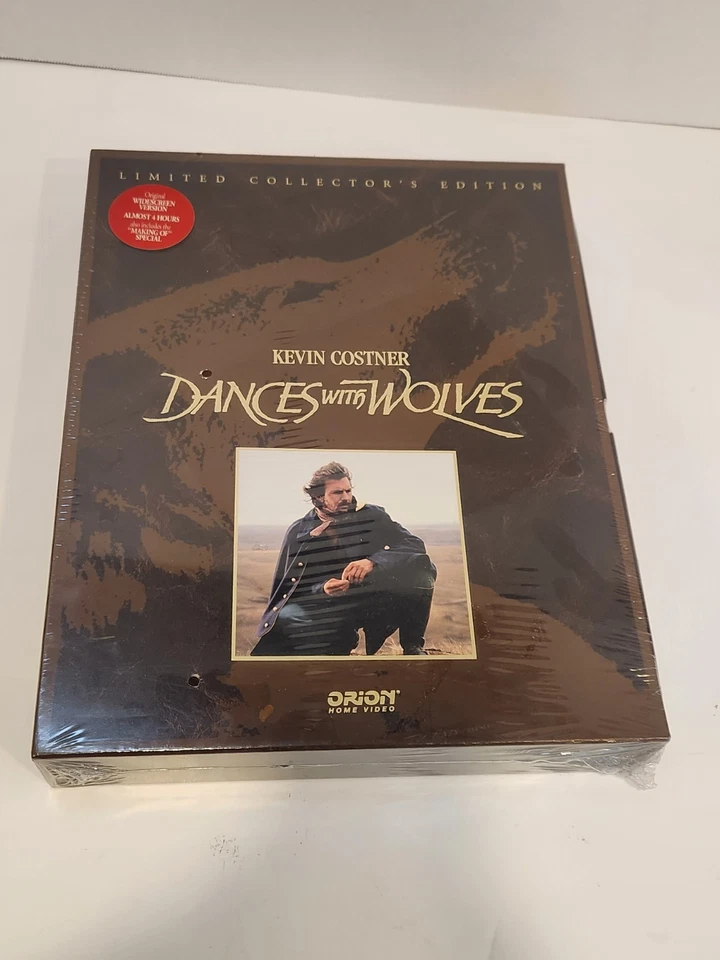 LIMITED COLLECTOR'S EDITION
Original
WIDESCREEN
VERSION
ALMOST 4 HOURS
also includes the
"MAKING OF"
SPECIAL
KEVIN COSTNER
DANCES WITH WOLVES
ORION
HOME VIDEO